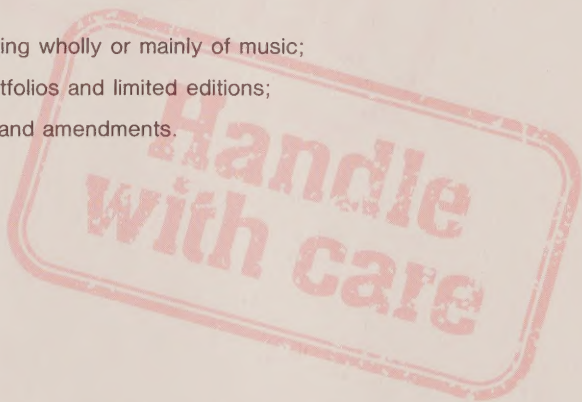 ing wholly or mainly of music;
tfolios and limited editions;
and amendments.
Handle
with care